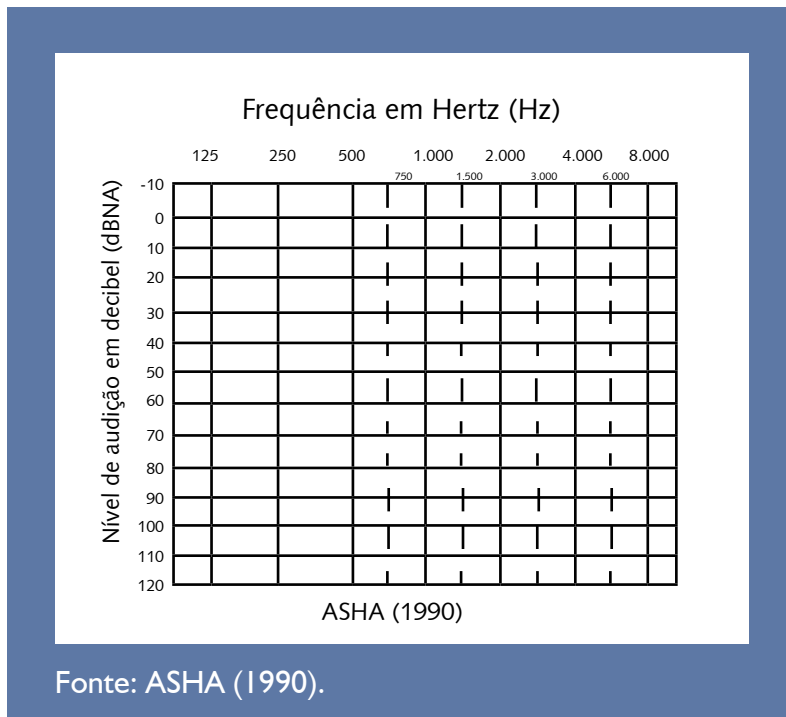 Frequência em Hertz (Hz)
125 250 500 1.000 2.000 4.000 8.000
750 1.500 3.000 6.000
Nível de audição em decibel (dBNA)
-10
0
10
20
30
40
50
60
70
80
90
100
110
120
ASHA (1990)
Fonte: ASHA (1990).